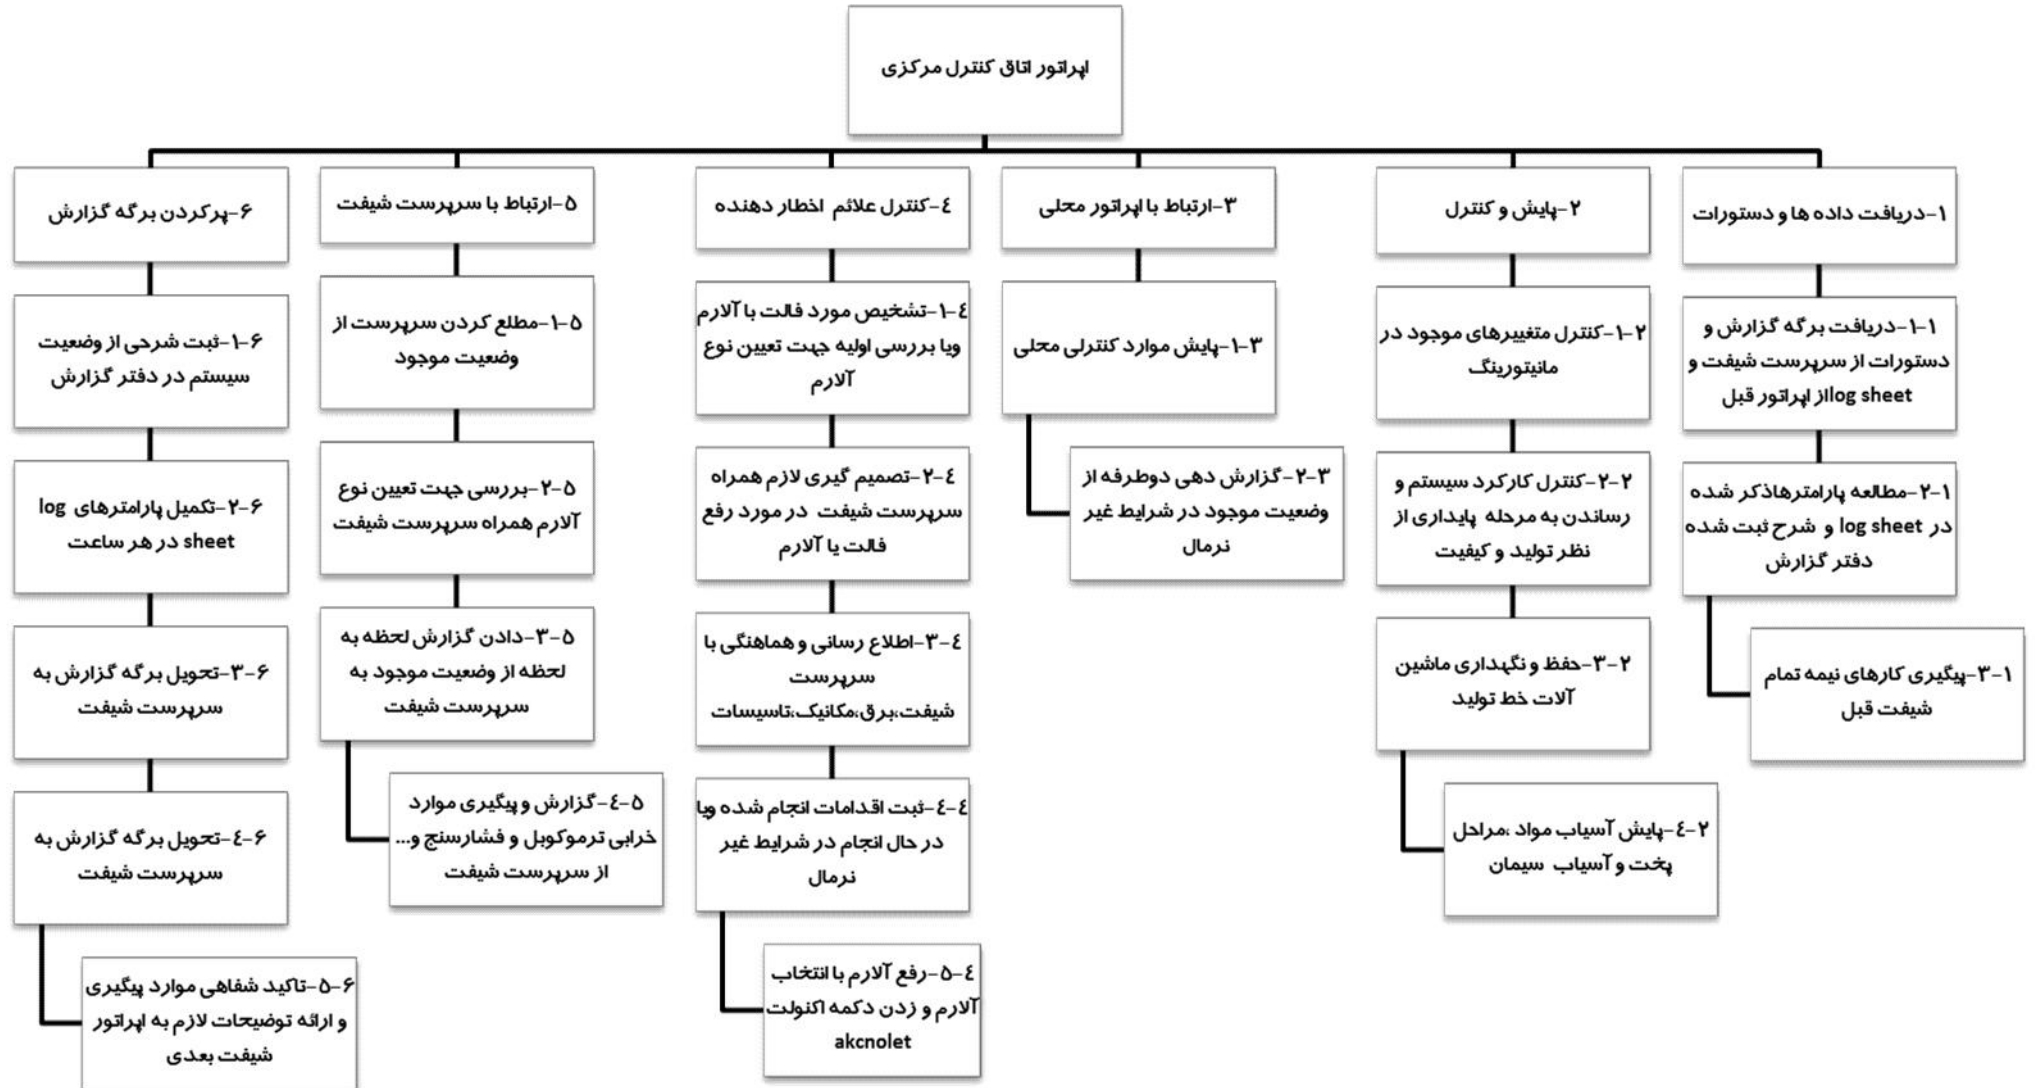 اپراتور اتاق کنترل مرکزی
۱-دریافت داده ها و دستورات
۱-۱-دریافت برگه گزارش و
دستورات از سرپرست شیفت و
log sheetاز اپراتور قبل
۲-۱-مطالعه پارامترهاذکر شده
در log sheet و شرح ثبت شده
دفتر گزارش
۳-۱-پیگیری کارهای نیمه تمام
شیفت قبل
۲-پایش و کنترل
۱-۲-کنترل متغییرهای موجود در
مانیتورینگ
۲-۲-کنترل کارکرد سیستم و
رساندن به مرحله پایداری از
نظر تولید و کیفیت
۳-۲-حفظ و نگهداری ماشین
آلات خط تولید
۴-۲-پایش آسیاب مواد ،مراحل
پخت و آسیاب سیمان
۳-ارتباط با اپراتور محلی
۱-۳-پایش موارد کنترلی محلی
۲-۳-گزارش دهی دوطرفه از
وضعیت موجود در شرایط غیر
نرمال
۴-کنترل علائم اخطار دهنده
۱-۴-تشخیص مورد فالت با آلارم
ویا بررسی اولیه جهت تعیین نوع
آلارم
۲-۴-تصمیم گیری لازم همراه
سرپرست شیفت در مورد رفع
فالت یا آلارم
۳-۴-اطلاع رسانی و هماهنگی با
سرپرست
شیفت،برق،مکانیک،تاسیسات
۴-۴-ثبت اقدامات انجام شده ویا
در حال انجام در شرایط غیر
نرمال
۵-۴-رفع آلارم با انتخاب
آلارم و زدن دکمه اکنولت
akcnolet
۵-ارتباط با سرپرست شیفت
۱-۵-مطلع کردن سرپرست از
وضعیت موجود
۲-۵-بررسی جهت تعیین نوع
آلارم همراه سرپرست شیفت
۳-۵-دادن گزارش لحظه به
لحظه از وضعیت موجود به
سرپرست شیفت
۴-۵-گزارش و پیگیری موارد
خرابی ترموکوبل و فشارسنج و...
از سرپرست شیفت
۶-پرکردن برگه گزارش
۱-۶-ثبت شرحی از وضعیت
سیستم در دفتر گزارش
۲-۶-تکمیل پارامترهای log
sheet در هر ساعت
۳-۶-تحویل برگه گزارش به
سرپرست شیفت
۴-۶-تحویل برگه گزارش به
سرپرست شیفت
۵-۶-تاکید شفاهی موارد پیگیری
و ارائه توضیحات لازم به اپراتور
شیفت بعدی